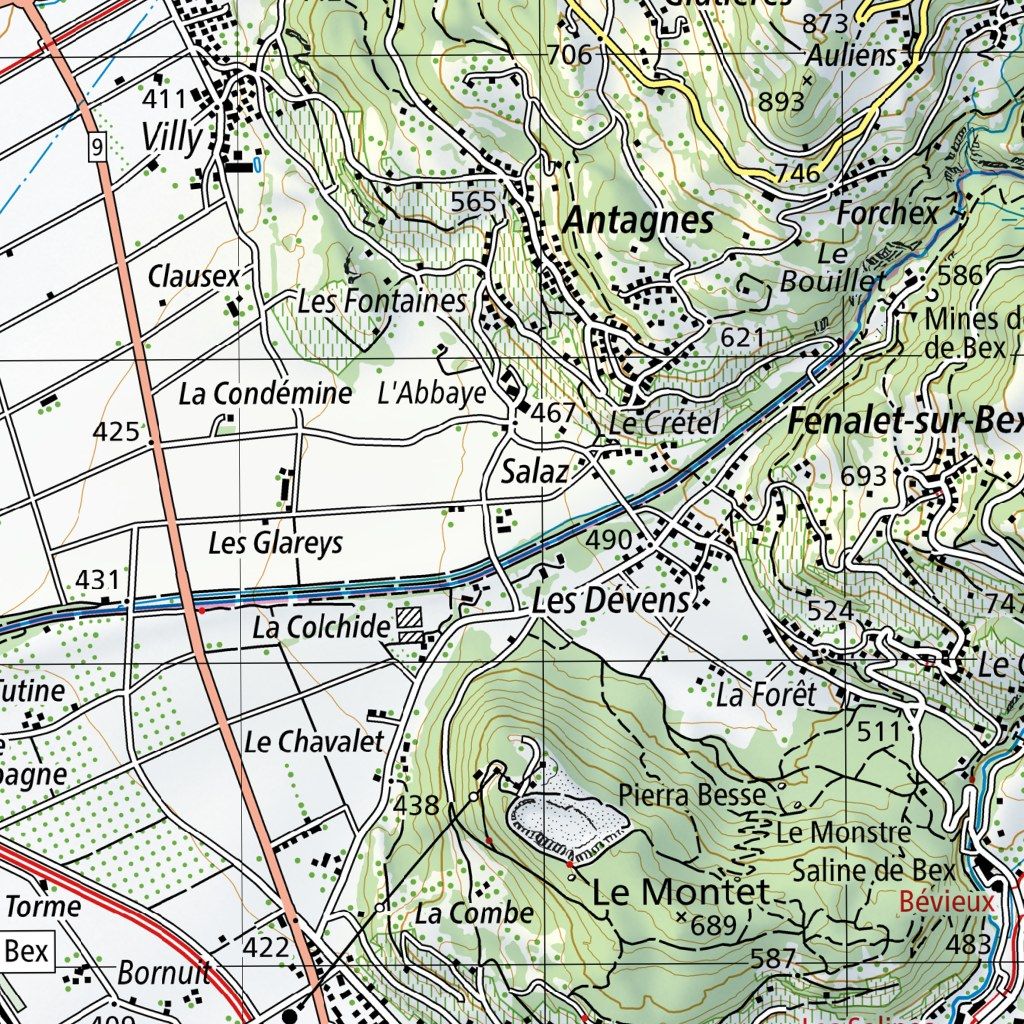 873
Auliens
706
893
411
Villy
9
746
565
Antagnes
Forchex
Le
Bouillet
586
Clausex
Les Fontaines
Mines d
de Bex
621
La Condémine
L'Abbaye
467
Le Crétel
Fenalet-sur-Bex
425
Salaz
693
Les Glareys
490
431
Les Dévens
524
747
La Colchide
Le
La Forêt
511
Le Chavalet
pagne
438
Pierra Besse
Le Monstre
Saline de Bex
Le Montet
Bévieux
Torme
La Combe
689
Bex
422
483
587
Bornuit